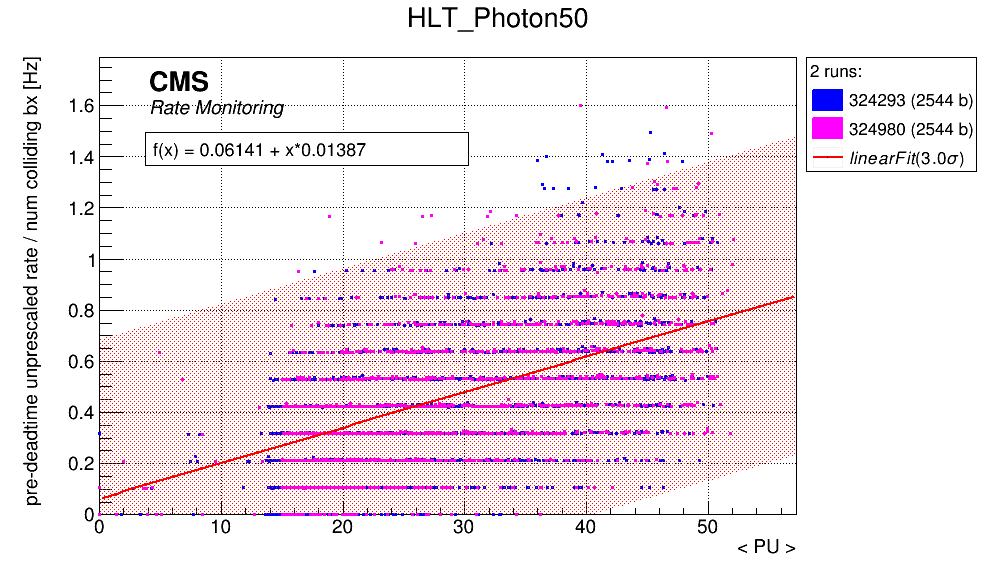 HLT_Photon50
pre-deadtime unprescaled rate / num colliding bx [Hz]
CMS
Rate Monitoring
f(x) = 0.06141 + x*0.01387
2 runs:
324293 (2544 b)
324980 (2544 b)
linearFit(3.0σ)
1.6
1.4
1.2
1
0.8
0.6
0.4
0.2
0
0 10 20 30 40 50
< PU >